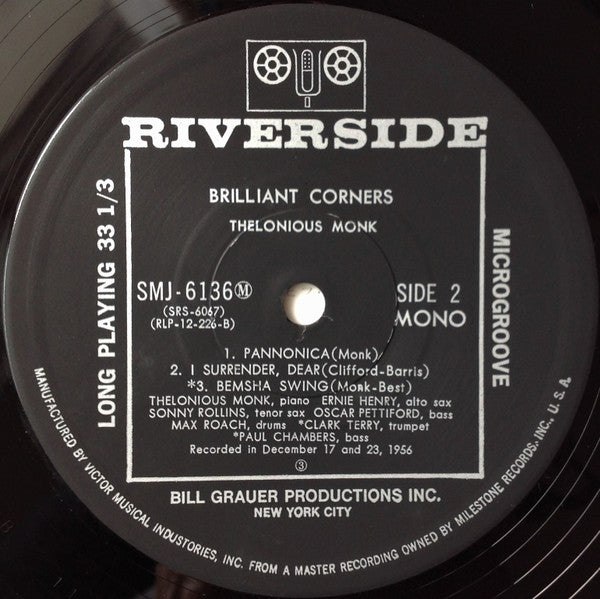 RIVERSIDE
BRILLIANT CORNERS
THELONIOUS MONK
LONG PLAYING 33 1/3
MICROGROOVE
SMJ-6136Ⓜ
(SRS-6067)
(RLP-12-226-B)
SIDE 2
MONO
1. PANNONICA(Monk)
2. I SURRENDER, DEAR(Clifford-Barris)
*3. BEMSHA SWING(Monk-Best)
THELONIOUS MONK, piano ERNIE HENRY, alto sax
SONNY ROLLINS, tenor sax OSCAR PETTIFORD, bass
MAX ROACH, drums *CLARK TERRY, trumpet
*PAUL CHAMBERS, bass
Recorded in December 17 and 23, 1956
③
BILL GRAUER PRODUCTIONS INC.
NEW YORK CITY
MANUFACTURED BY VICTOR MUSICAL INDUSTRIES, INC. FROM A MASTER RECORDING OWNED BY MILESTONE RECORDS, INC., U.S.A.